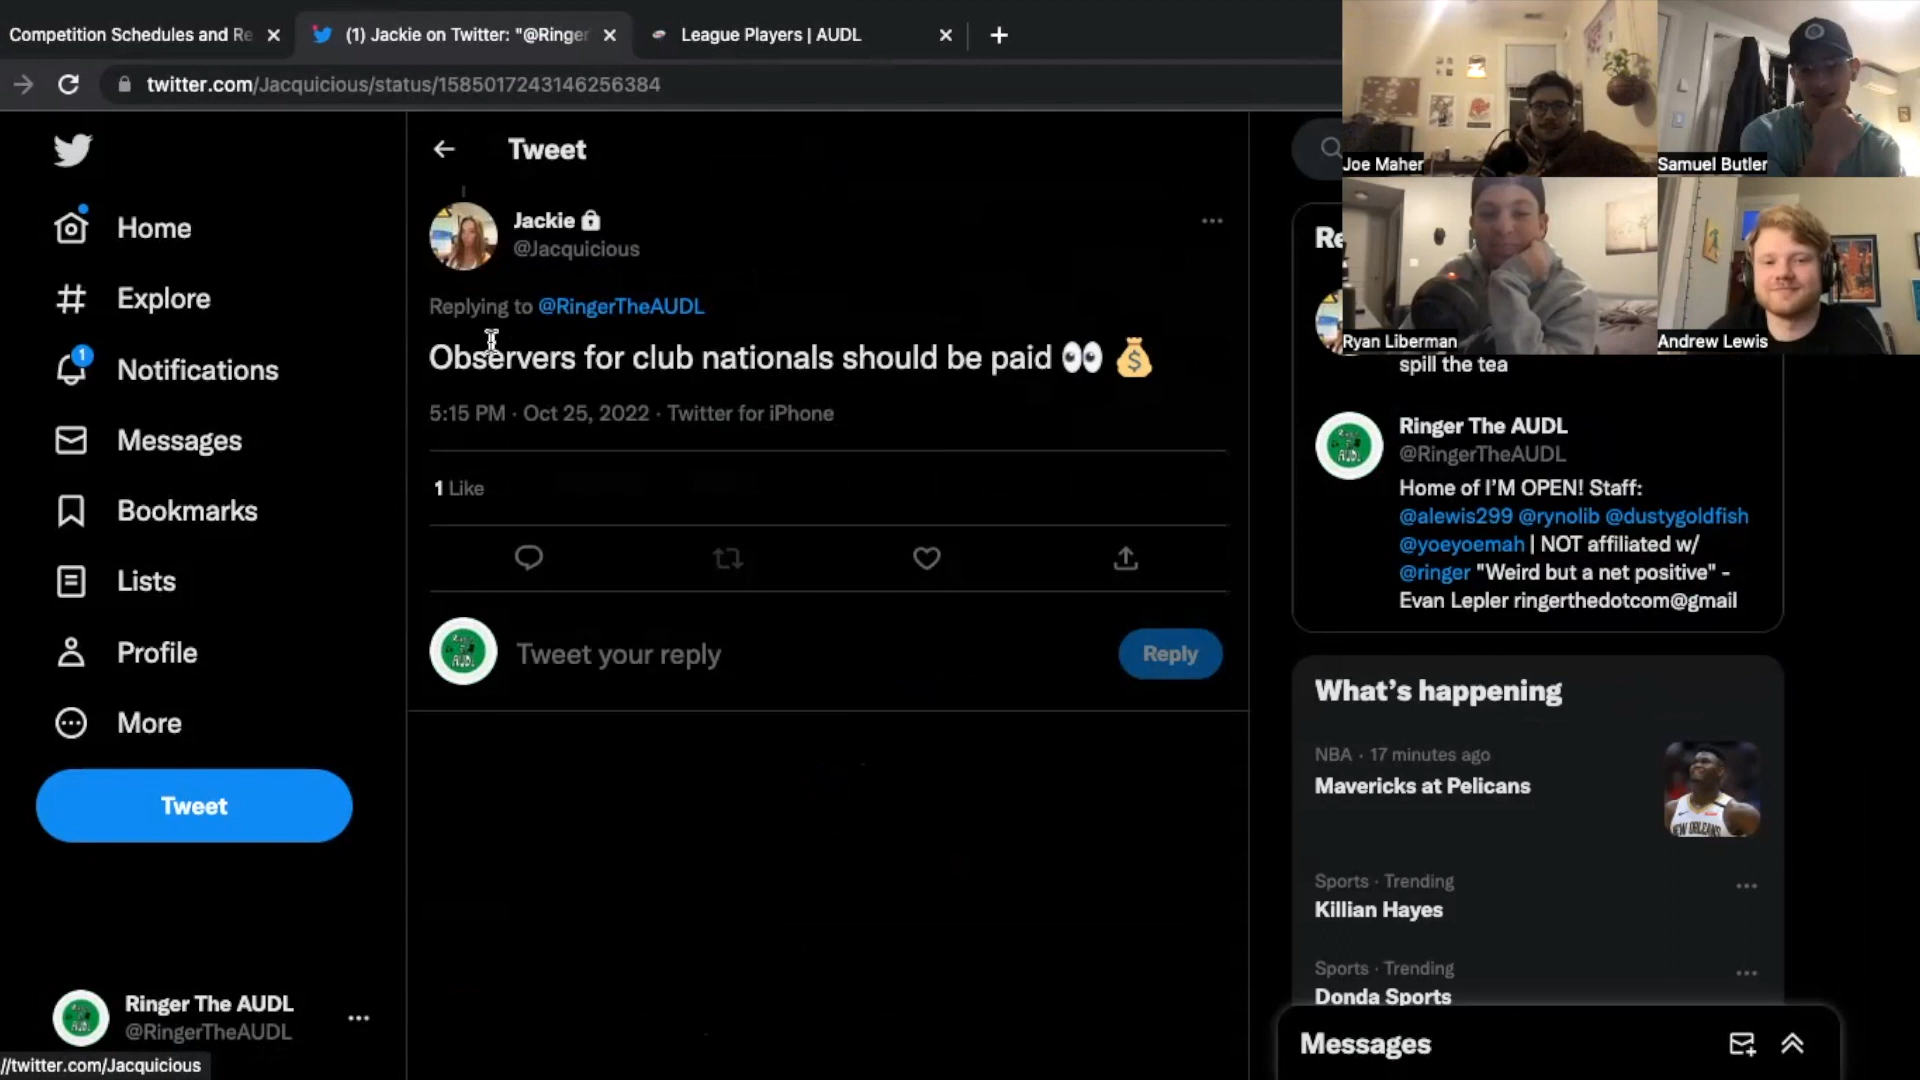 Competition Schedules and Re
(1) Jackie on Twitter: "@Ringer
League Players | AUDL
twitter.com/Jacquicious/status/1585017243146256384
Joe Maher
Samuel Butler
Ryan Liberman
Andrew Lewis
Home
Explore
1
Notifications
Messages
Bookmarks
Lists
Profile
More
Tweet
Ringer The AUDL
@RingerTheAUDL
//twitter.com/Jacquicious
Tweet
Jackie
@Jacquicious
Replying to @RingerTheAUDL
Observers for club nationals should be paid 👀 💰
5:15 PM · Oct 25, 2022 · Twitter for iPhone
1 Like
Tweet your reply
Reply
Re
spill the tea
Ringer The AUDL
@RingerTheAUDL
Home of I'M OPEN! Staff:
@alewis299 @rynolib @dustygoldfish
@yoeyoemah | NOT affiliated w/
@ringer "Weird but a net positive" -
Evan Lepler ringerthedotcom@gmail
What's happening
NBA · 17 minutes ago
Mavericks at Pelicans
Sports · Trending
Killian Hayes
Sports · Trending
Donda Sports
Messages